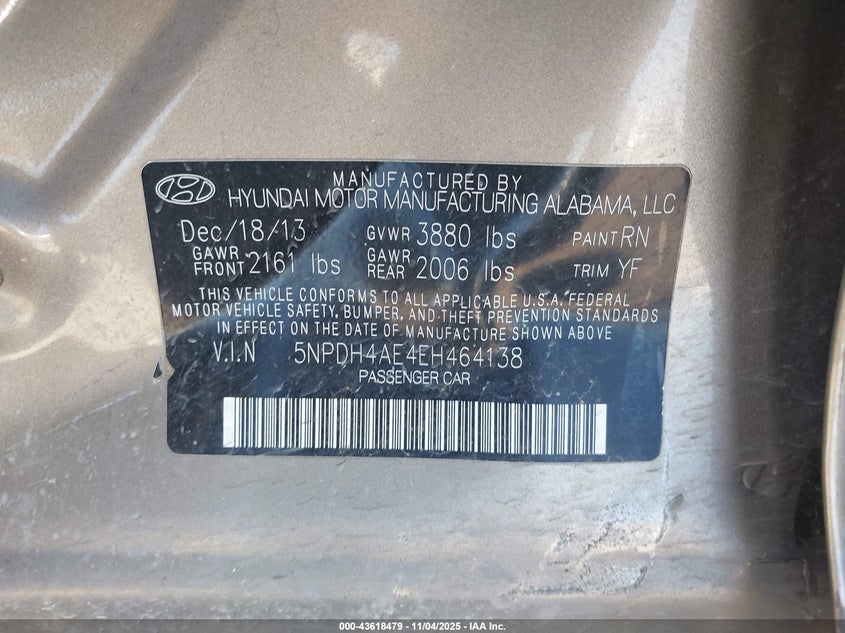 MANUFACTURED BY
HYUNDAI MOTOR MANUFACTURING ALABAMA, LLC
Dec/18/13 GVWR 3880 lbs PAINT RN
GAWR FRONT 2161 lbs GAWR REAR 2006 lbs TRIM YF
THIS VEHICLE CONFORMS TO ALL APPLICABLE U.S.A. FEDERAL
MOTOR VEHICLE SAFETY, BUMPER, AND THEFT PREVENTION STANDARDS
IN EFFECT ON THE DATE OF MANUFACTURE SHOWN ABOVE
V.I.N 5NPDH4AE4EH464138
PASSENGER CAR
000-43618479 - 11/04/2025 - IAA Inc.